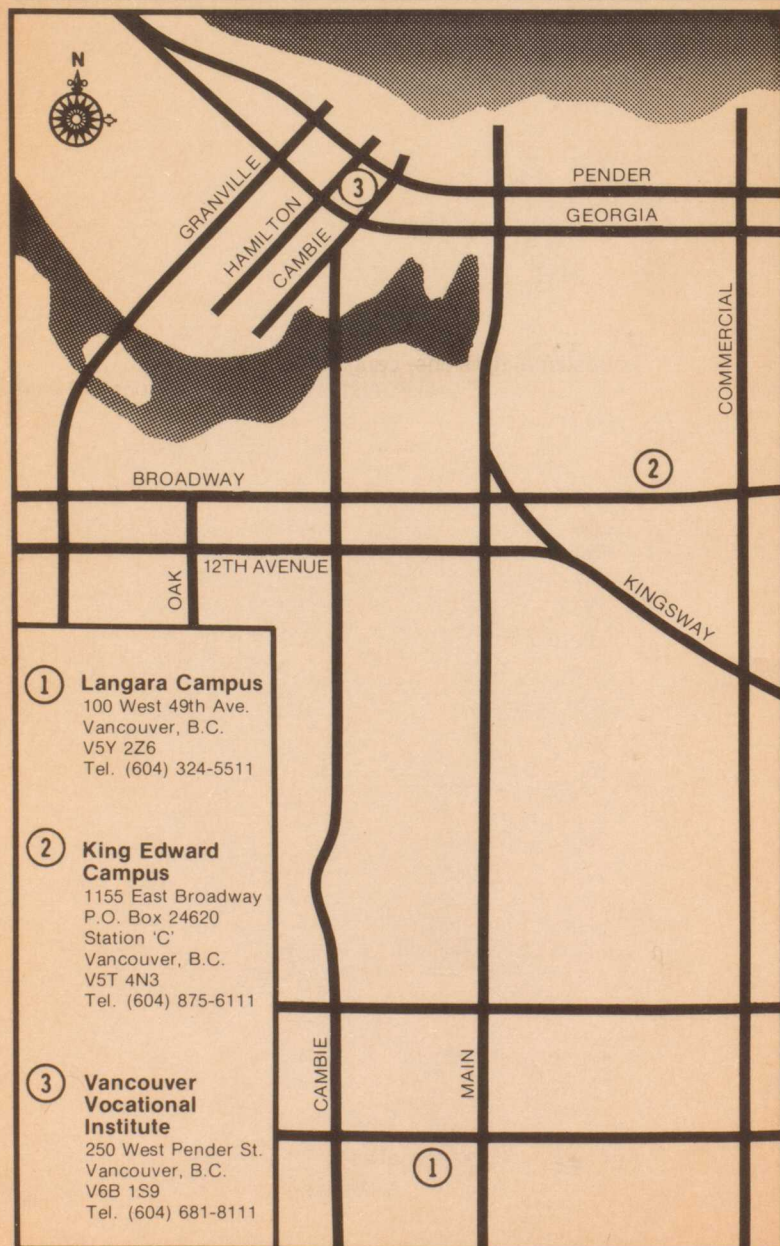 N
GRANVILLE
HAMILTON
CAMBIE
3
PENDER
GEORGIA
COMMERCIAL
BROADWAY
2
OAK
12TH AVENUE
KINGSWAY
1 Langara Campus
100 West 49th Ave.
Vancouver, B.C.
V5Y 2Z6
Tel. (604) 324-5511
2 King Edward
Campus
1155 East Broadway
P.O. Box 24620
Station 'C'
Vancouver, B.C.
V5T 4N3
Tel. (604) 875-6111
3 Vancouver
Vocational
Institute
250 West Pender St.
Vancouver, B.C.
V6B 1S9
Tel. (604) 681-8111
CAMBIE
MAIN
1